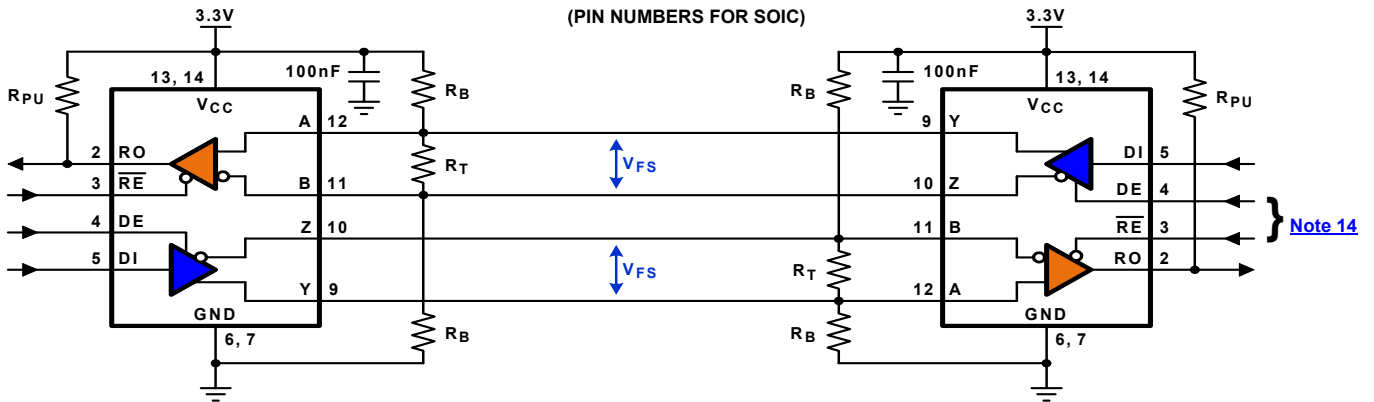 (PIN NUMBERS FOR SOIC)
3.3V
100nF
13, 14
RPU
VCC
RB
A 12
2 RO
RT
3 RE
B 11
4 DE
Z 10
5 DI
Y 9
GND
6, 7
RB
VFS
VFS
3.3V
RB
100nF
13, 14
VCC
RPU
9 Y
DI 5
10 Z
DE 4
11 B
RE 3
RT
RO 2
12 A
GND
RB
6, 7
} Note 14